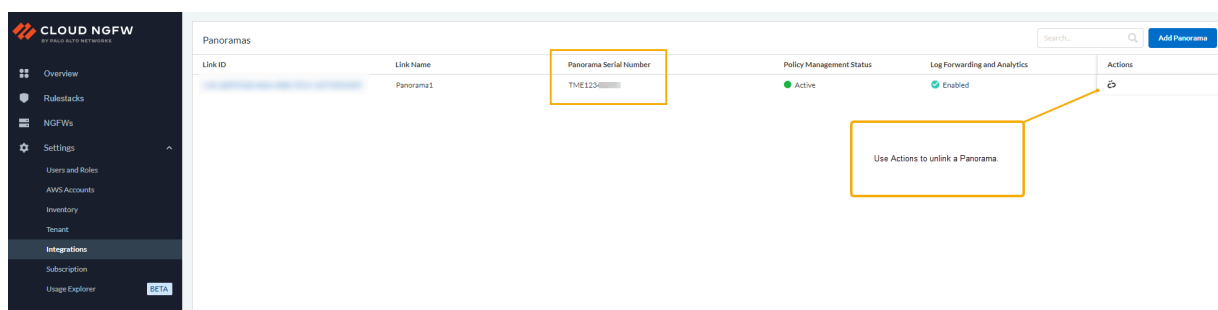 CLOUD NGFW
BY PALO ALTO NETWORKS
Overview
Rulestacks
NGFWs
Settings
Users and Roles
AWS Accounts
Inventory
Tenant
Integrations
Subscription
Usage Explorer BETA
Panoramas Search... Add Panorama
Link ID Link Name Panorama Serial Number Policy Management Status Log Forwarding and Analytics Actions
Panorama1 TME1234 Active Enabled
Use Actions to unlink a Panorama.